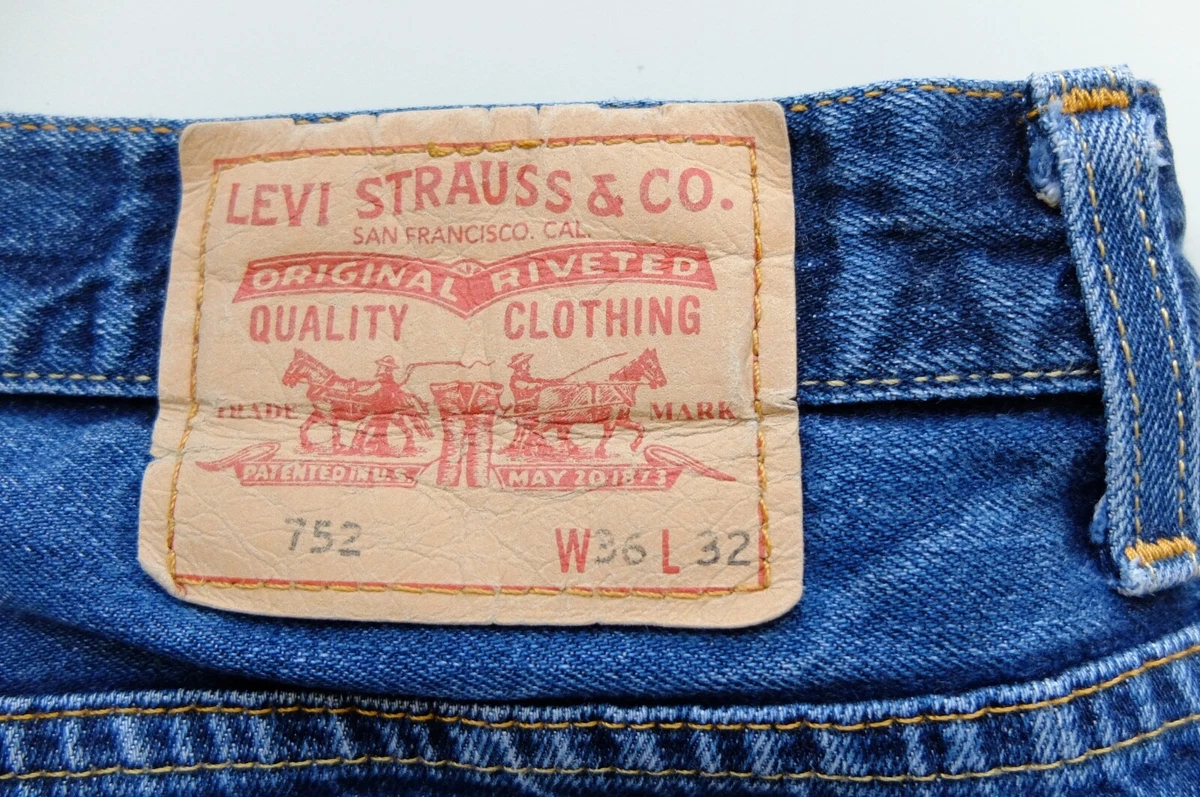 LEVI STRAUSS & CO.
SAN FRANCISCO. CAL.
ORIGINAL RIVETED
QUALITY CLOTHING
TRADE MARK
PATENTED IN U.S. MAY 20 1873
752 W36 L 32